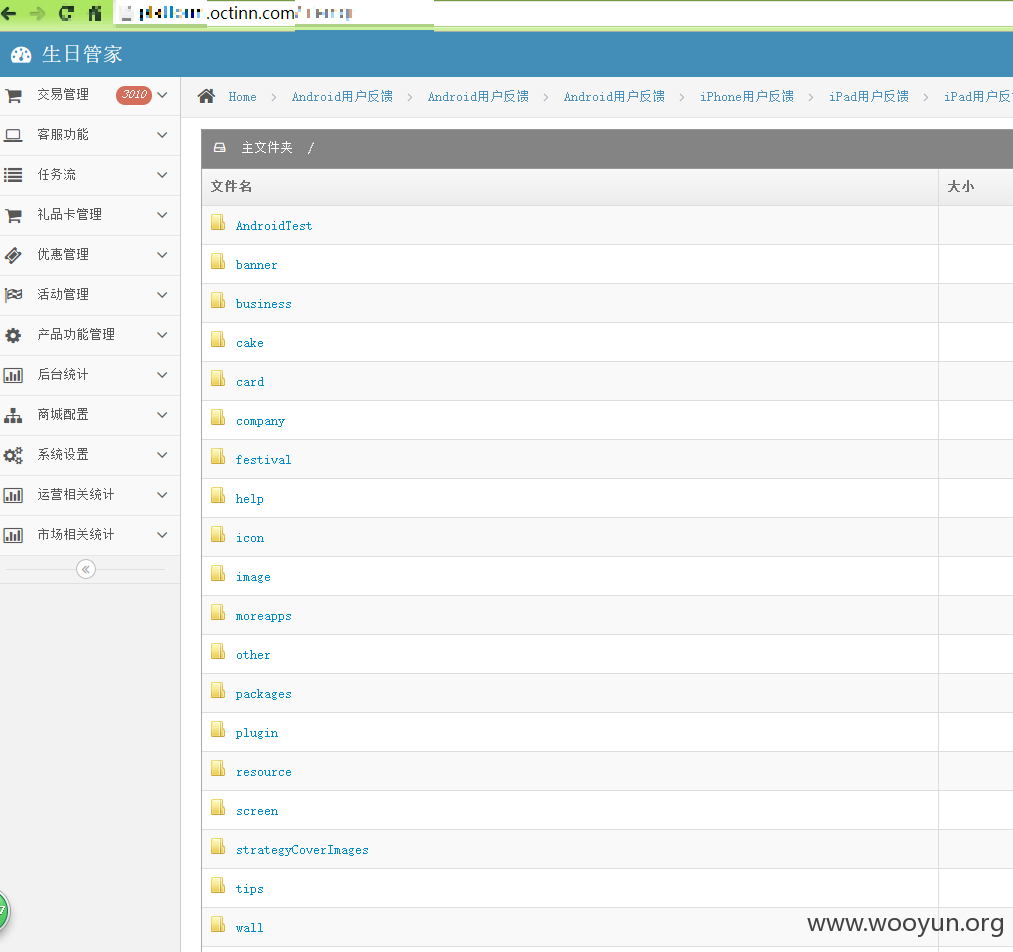 .octinn.com
生日管家
交易管理 3010
客服功能
任务流
礼品卡管理
优惠管理
活动管理
产品功能管理
后台统计
商城配置
系统设置
运营相关统计
市场相关统计
Home Android用户反馈 Android用户反馈 Android用户反馈 iPhone用户反馈 iPad用户反馈 iPad用户反
主文件夹 /
文件名 大小
AndroidTest
banner
business
cake
card
company
festival
help
icon
image
moreapps
other
packages
plugin
resource
screen
strategyCoverImages
tips
wall
7
www.wooyun.org